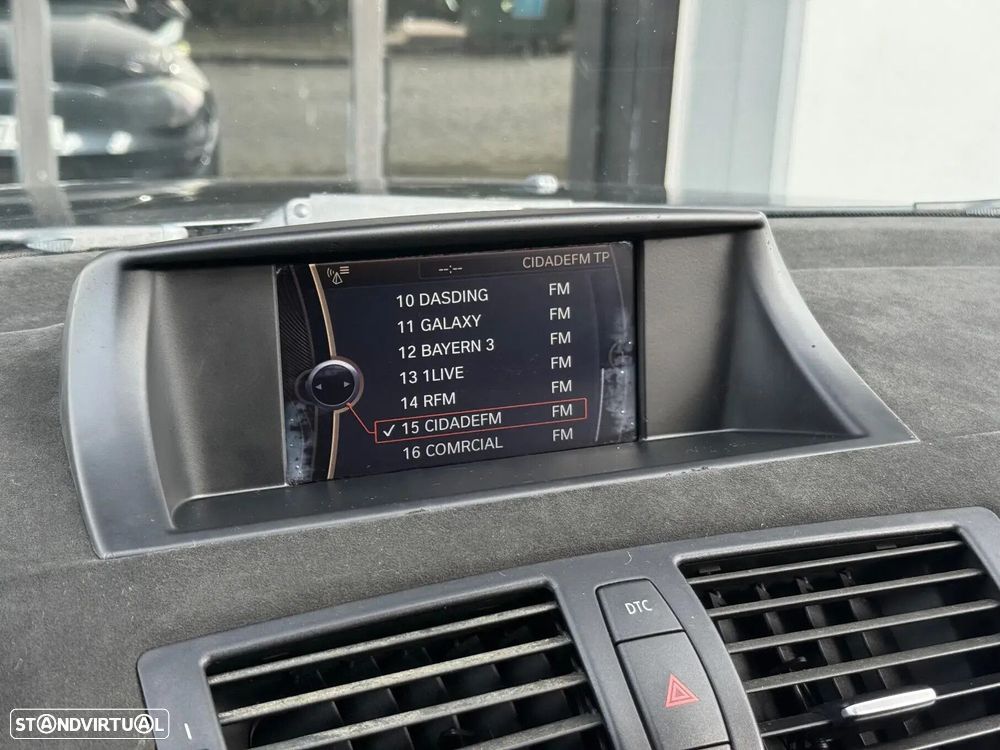 --:-- CIDADEFM TP
10 DASDING FM
11 GALAXY FM
12 BAYERN 3 FM
13 1LIVE FM
14 RFM FM
✓ 15 CIDADEFM FM
16 COMRCIAL FM
DTC
STANDVIRTUAL